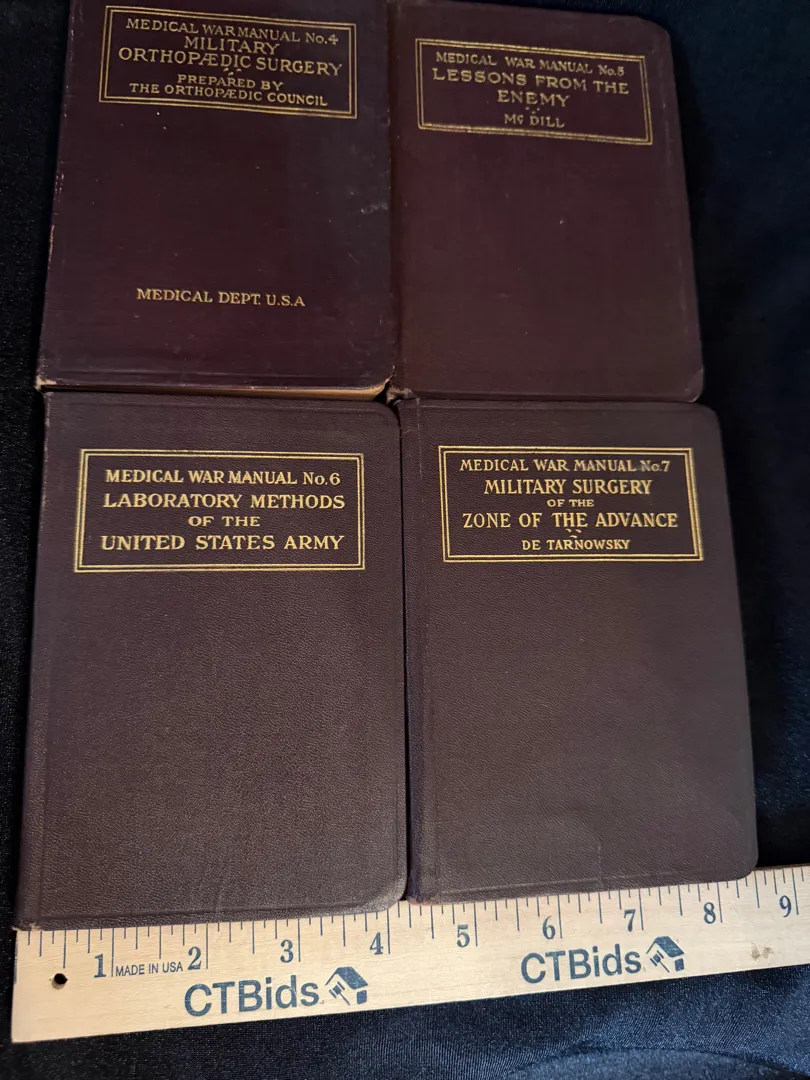 MEDICAL WAR MANUAL No.4
MILITARY
ORTHOPÆDIC SURGERY
PREPARED BY
THE ORTHOPÆDIC COUNCIL
MEDICAL DEPT. U.S.A
MEDICAL WAR MANUAL No.5
LESSONS FROM THE
ENEMY
Mc DILL
MEDICAL WAR MANUAL No.6
LABORATORY METHODS
OF THE
UNITED STATES ARMY
MEDICAL WAR MANUAL No.7
MILITARY SURGERY
OF THE
ZONE OF THE ADVANCE
DE TARNOWSKY
1 MADE IN USA 2 3 4 5 6 7 8 9
CTBids CTBids